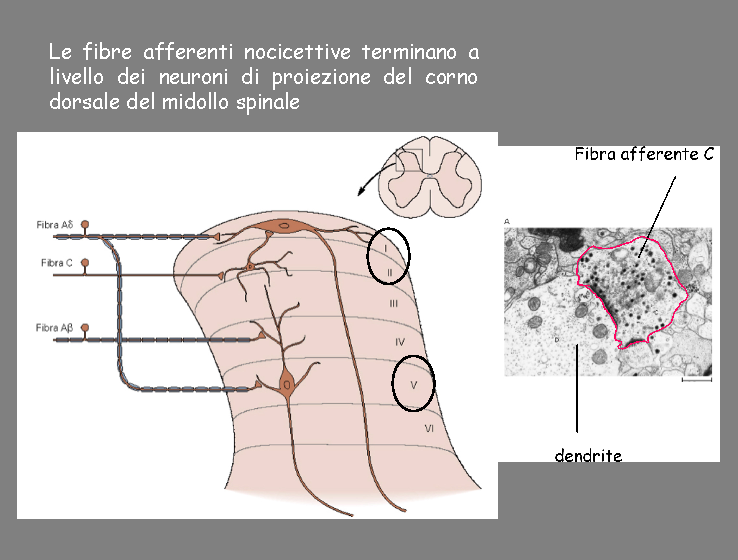 Le fibre afferenti nocicettive terminano a
livello dei neuroni di proiezione del corno
dorsale del midollo spinale
Fibra afferente C
A
Fibra Aδ
Fibra C
Fibra Aβ
I
II
III
IV
V
VI
D
dendrite